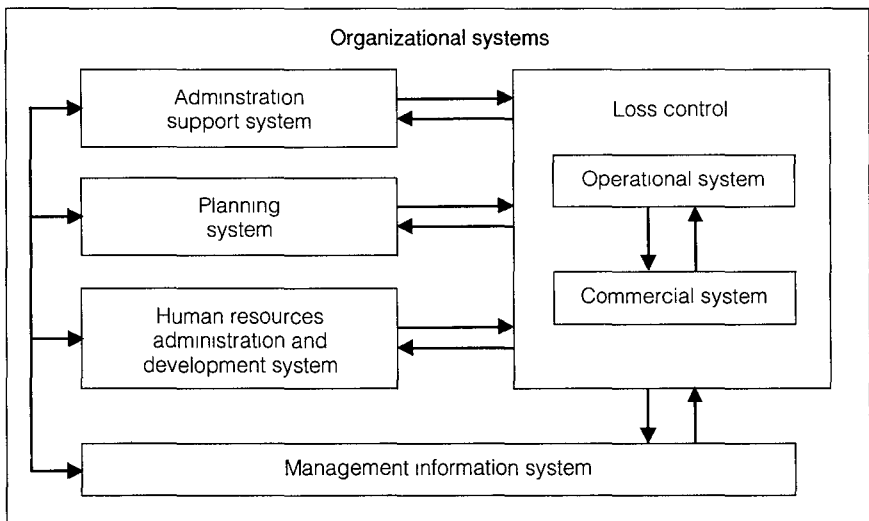 Organizational systems
Adminstration
support system
Loss control
Operational system
Planning
system
Commercial system
Human resources
administration and
development system
Management information system